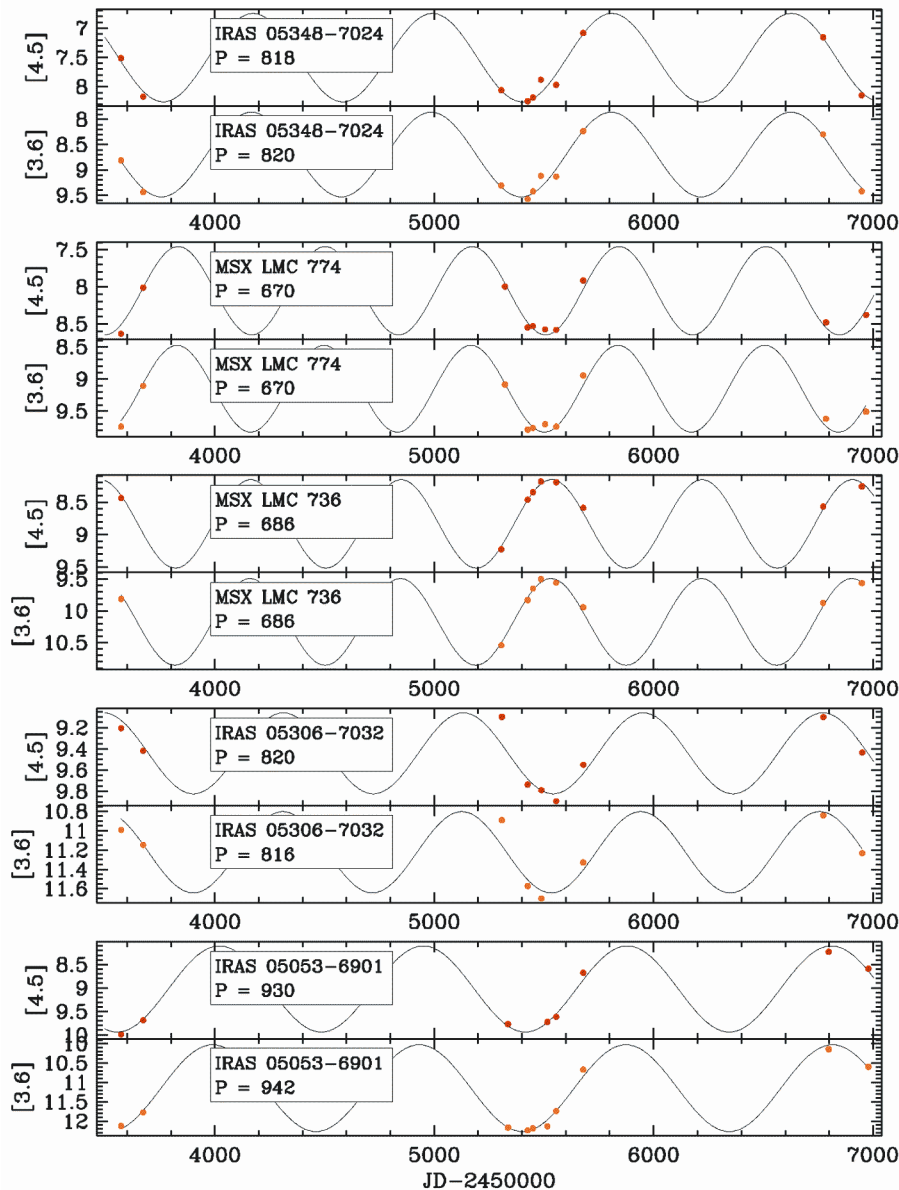 [4.5]
7
7.5
8
IRAS 05348-7024
P = 818
[3.6]
8
8.5
9
9.5
IRAS 05348-7024
P = 820
4000 5000 6000 7000
[4.5]
7.5
8
8.5
MSX LMC 774
P = 670
[3.6]
8.5
9
9.5
MSX LMC 774
P = 670
4000 5000 6000 7000
[4.5]
8.5
9
9.5
MSX LMC 736
P = 686
[3.6]
9.5
10
10.5
MSX LMC 736
P = 686
4000 5000 6000 7000
[4.5]
9.2
9.4
9.6
9.8
IRAS 05306-7032
P = 820
[3.6]
10.8
11
11.2
11.4
11.6
IRAS 05306-7032
P = 816
4000 5000 6000 7000
[4.5]
8.5
9
9.5
10
IRAS 05053-6901
P = 930
[3.6]
10
10.5
11
11.5
12
IRAS 05053-6901
P = 942
4000 5000 6000 7000
JD-2450000